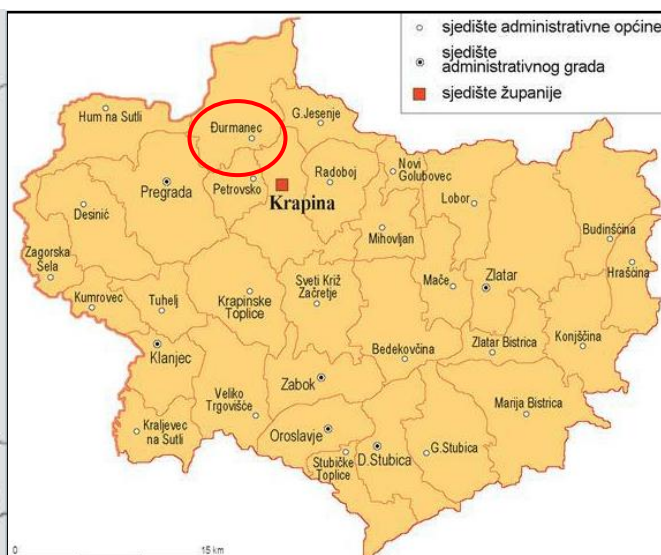 sjedište administrativne općine
sjedište
administrativnog grada
sjedište županije
Hum na Sutli
Đurmanec
G.Jesenje
Pregrada
Petrovsko
Krapina
Radoboj
Novi
Golubovec
Lobor
Desinić
Mihovljan
Budinšćina
Zagorska
Sela
Hrašćina
Kumrovec
Tuhelj
Krapinske
Toplice
Sveti Križ
Začretje
Mače
Zlatar
Klanjec
Bedekovčina
Zlatar Bistrica
Konjščina
Zabok
Veliko
Trgovišće
Marija Bistrica
Kraljevec
na Sutli
Oroslavje
Stubičke
Toplice
D.Stubica
G.Stubica
0 15 km